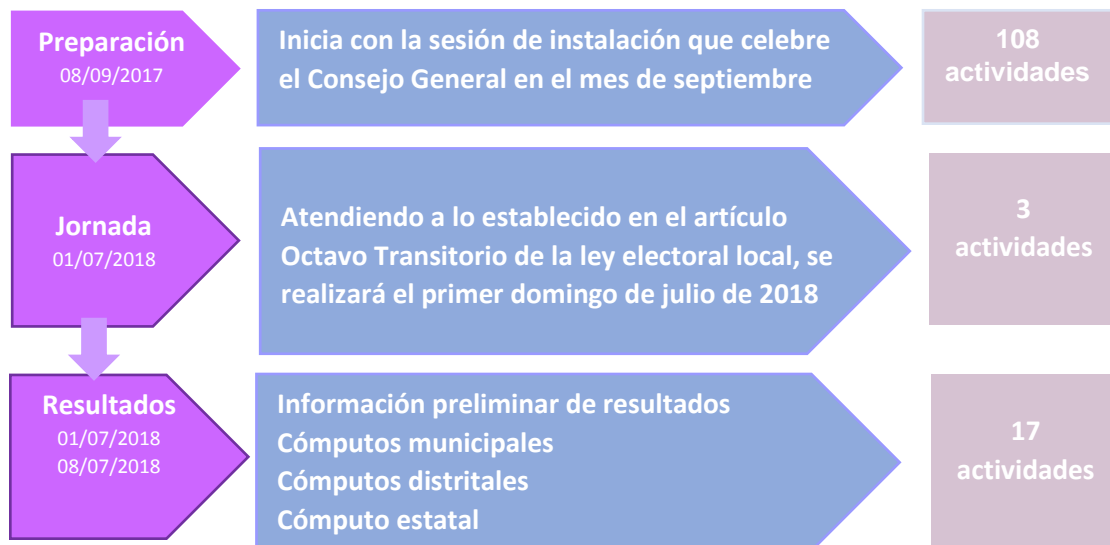 Preparación
08/09/2017
Inicia con la sesión de instalación que celebre
el Consejo General en el mes de septiembre
108
actividades
Jornada
01/07/2018
Atendiendo a lo establecido en el artículo
Octavo Transitorio de la ley electoral local, se
realizará el primer domingo de julio de 2018
3
actividades
Resultados
01/07/2018
08/07/2018
Información preliminar de resultados
Cómputos municipales
Cómputos distritales
Cómputo estatal
17
actividades